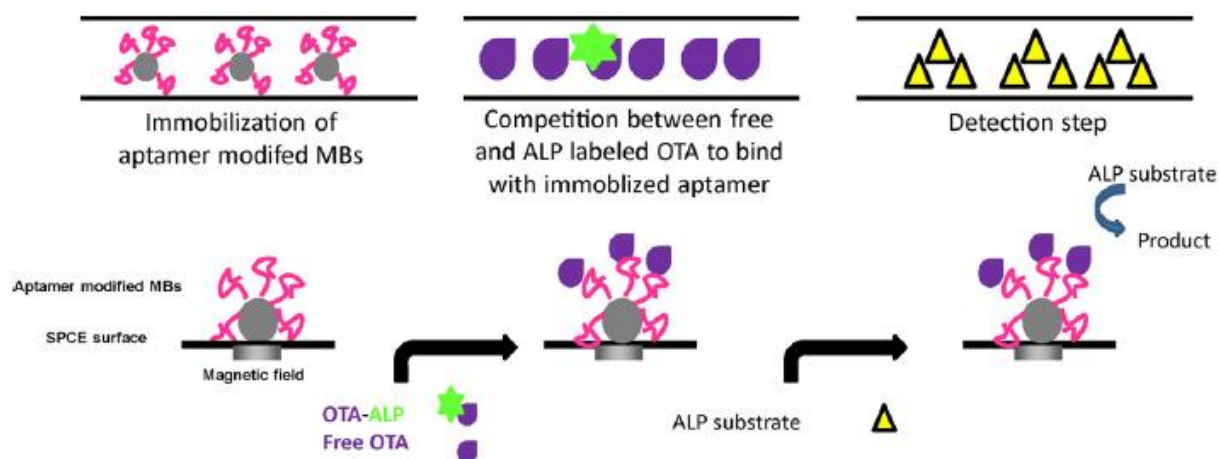 Immobilization of
aptamer modifed MBs
Competition between free
and ALP labeled OTA to bind
with immoblized aptamer
Detection step
ALP substrate
Product
Aptamer modified MBs
SPCE surface
Magnetic field
OTA-ALP
Free OTA
ALP substrate